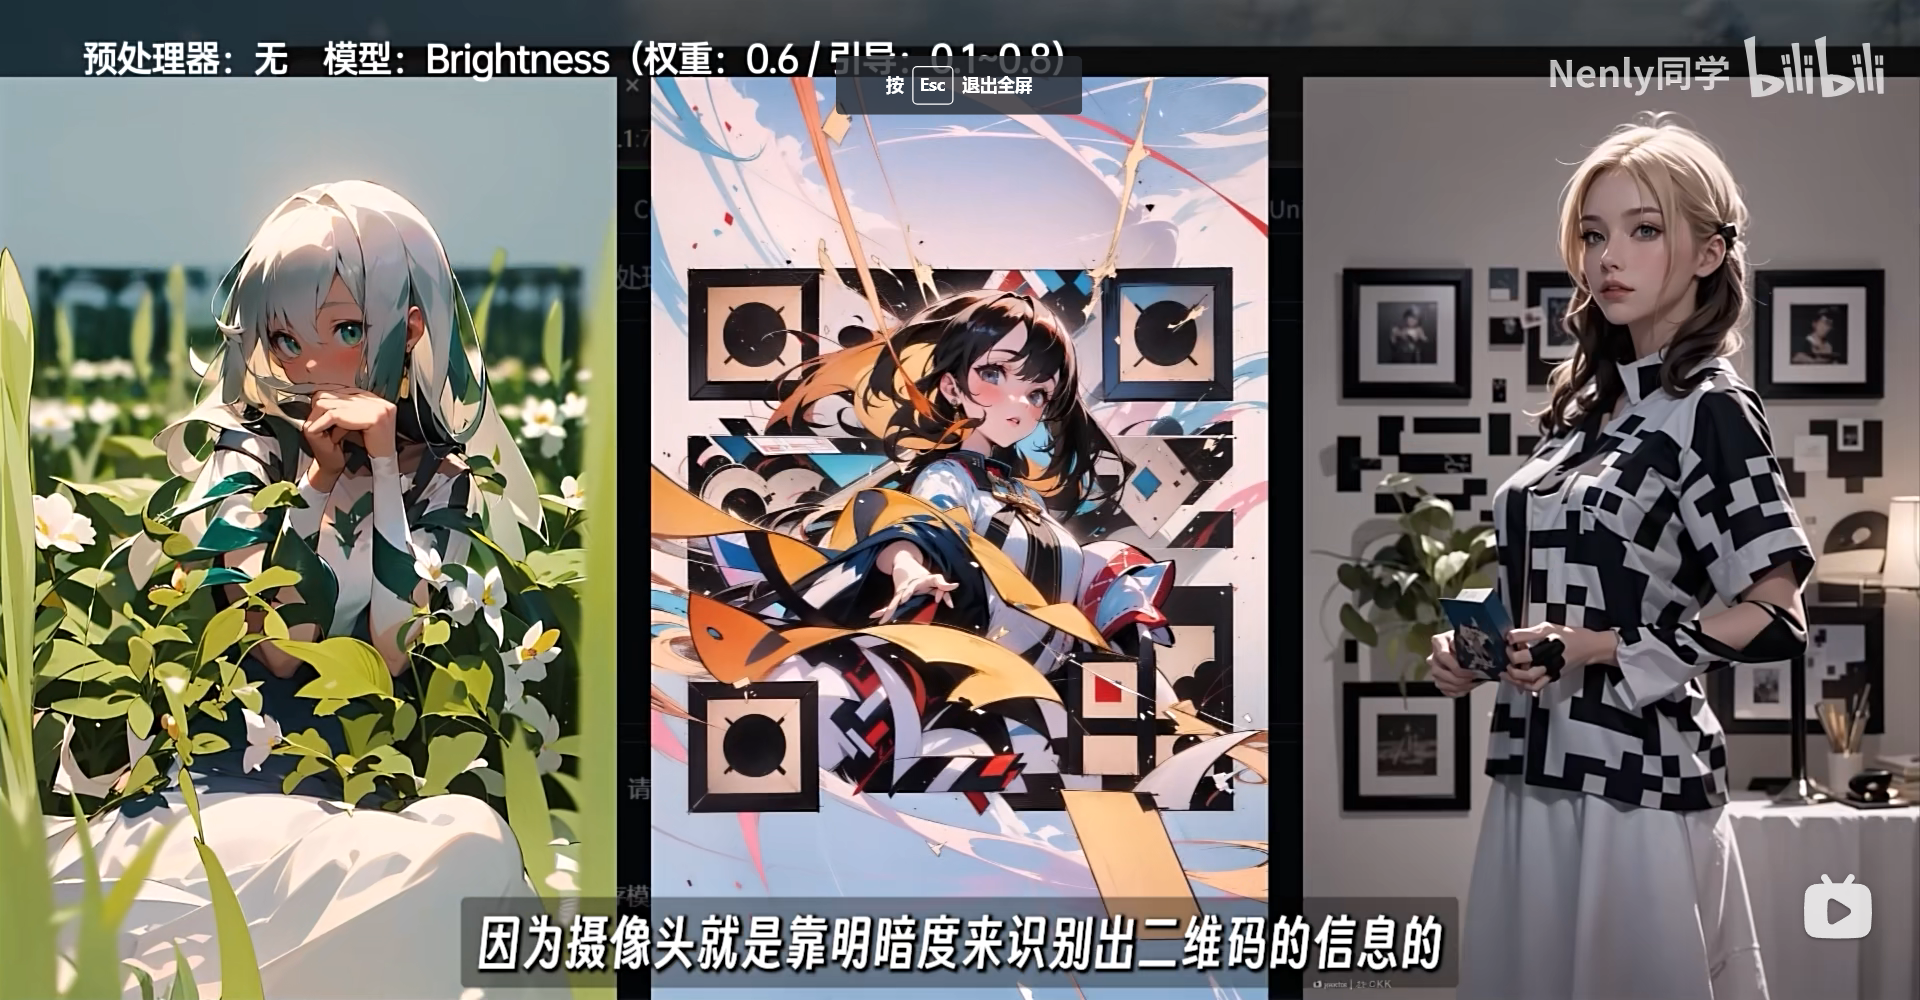 预处理器：无 模型：Brightness（权重：0.6 / 引导：0.1~0.8）
Nenly同学 bilibili
按 Esc 退出全屏
因为摄像头就是靠明暗度来识别出二维码的信息的